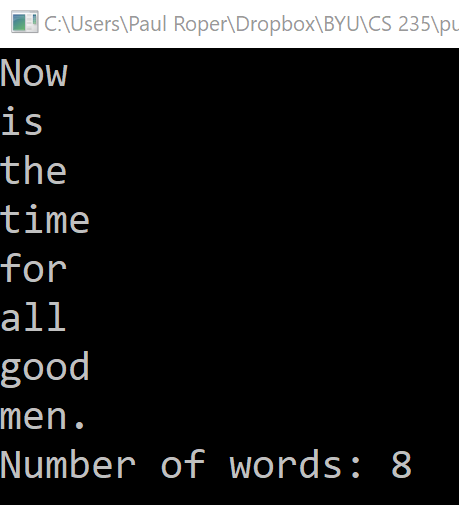 C:\Users\Paul Roper\Dropbox\BYU\CS 235\pu
Now
is
the
time
for
all
good
men.
Number of words: 8